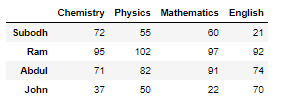 Chemistry Physics Mathematics English
Subodh 72 55 60 21
Ram 95 102 97 92
Abdul 71 82 91 74
John 37 50 22 70